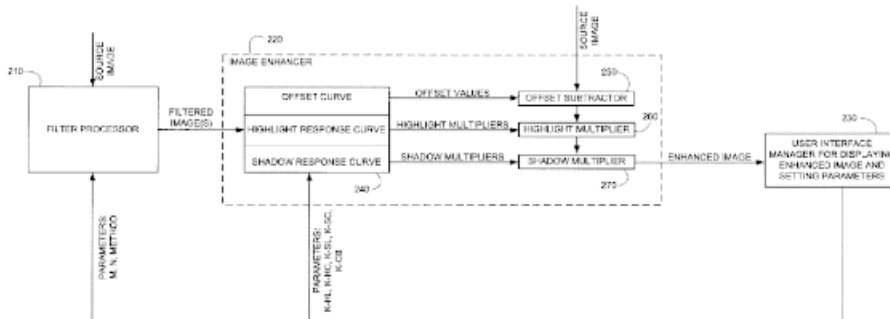 220
SOURCE
IMAGE
210
SOURCE
IMAGE
IMAGE ENHANCER
250
OFFSET CURVE
OFFSET VALUES
OFFSET SUBTRACTOR
260
230
FILTER PROCESSOR
FILTERED
IMAGE(S)
HIGHLIGHT RESPONSE CURVE
HIGHLIGHT MULTIPLIERS
HIGHLIGHT MULTIPLIER
USER INTERFACE
MANAGER FOR DISPLAYING
ENHANCED IMAGE AND
SETTING PARAMETERS
SHADOW RESPONSE CURVE
SHADOW MULTIPLIERS
SHADOW MULTIPLIER
ENHANCED IMAGE
240
270
PARAMETERS:
M, N, METHOD
PARAMETERS:
K-HL, K-HC, K-SL, K-SC,
K-CB